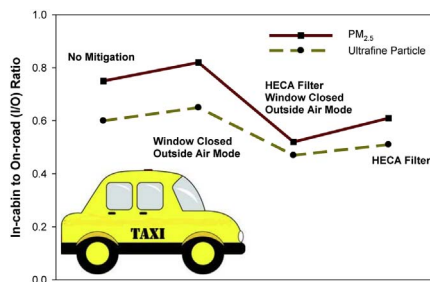 1.0
0.8
0.6
0.4
0.2
0.0
In-cabin to On-road (I/O) Ratio
PM2.5
Ultrafine Particle
No Mitigation
HECA Filter
Window Closed
Outside Air Mode
Window Closed
Outside Air Mode
HECA Filter
TAXI